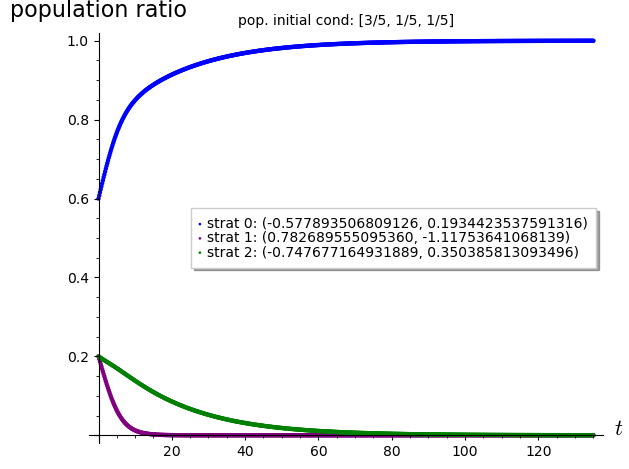 population ratio
pop. initial cond: [3/5, 1/5, 1/5]
1.0
0.8
0.6
strat 0: (-0.577893506809126, 0.1934423537591316)
strat 1: (0.782689555095360, -1.11753641068139)
strat 2: (-0.747677164931889, 0.350385813093496)
0.4
0.2
t
20 40 60 80 100 120